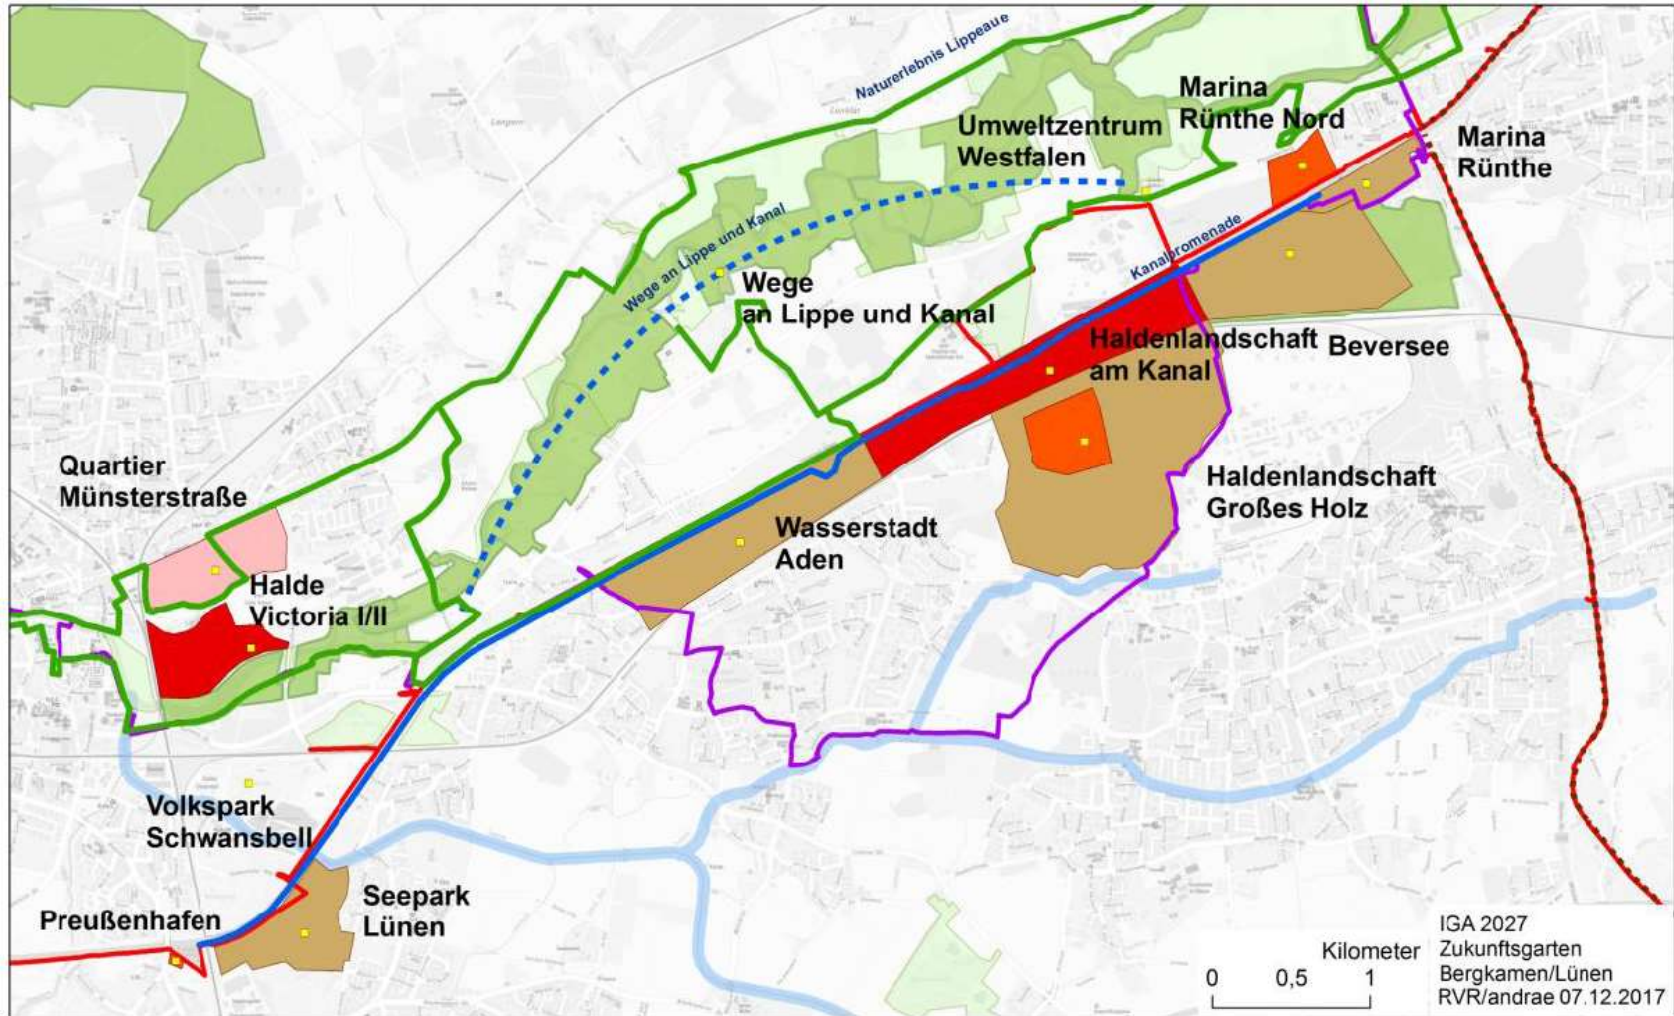 Naturerlebnis Lippeaue
Umweltzentrum
Westfalen
Marina
Rünthe Nord
Marina
Rünthe
Wege an Lippe und Kanal
Kanalpromenade
Wege
an Lippe und Kanal
Haldenlandschaft
am Kanal
Beversee
Quartier
Münsterstraße
Haldenlandschaft
Großes Holz
Wasserstadt
Aden
Halde
Victoria I/II
Volkspark
Schwansbell
Seepark
Lünen
Preußenhafen
Kilometer
0 0,5 1
IGA 2027
Zukunftsgarten
Bergkamen/Lünen
RVR/andrae 07.12.2017